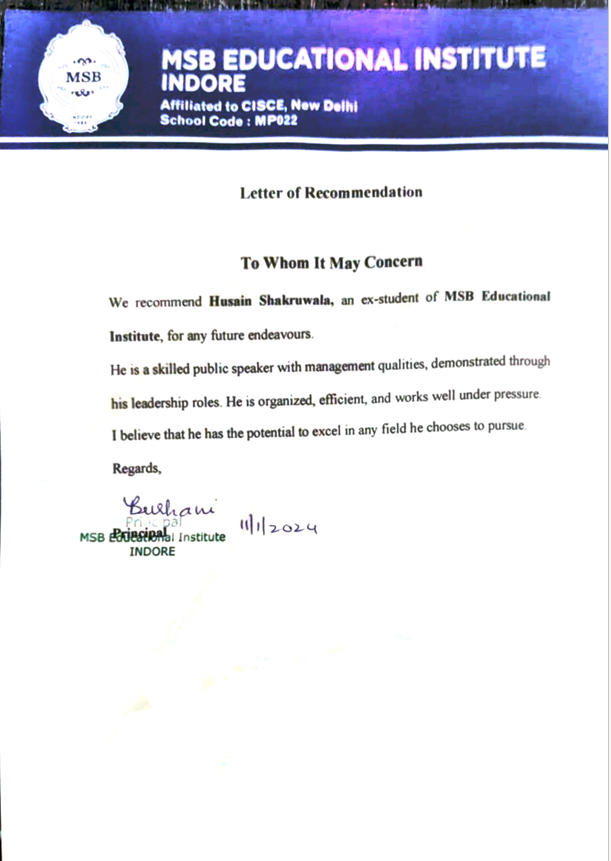 MSB
MSB EDUCATIONAL INSTITUTE
INDORE
Affiliated to CISCE, New Delhi
School Code : MP022
Letter of Recommendation
To Whom It May Concern
We recommend Husain Shakruwala, an ex-student of MSB Educational
Institute, for any future endeavours.
He is a skilled public speaker with management qualities, demonstrated through
his leadership roles. He is organized, efficient, and works well under pressure.
I believe that he has the potential to excel in any field he chooses to pursue.
Regards,
Burhani
Principal
Principal
11/1/2024
MSB Educational Institute
INDORE